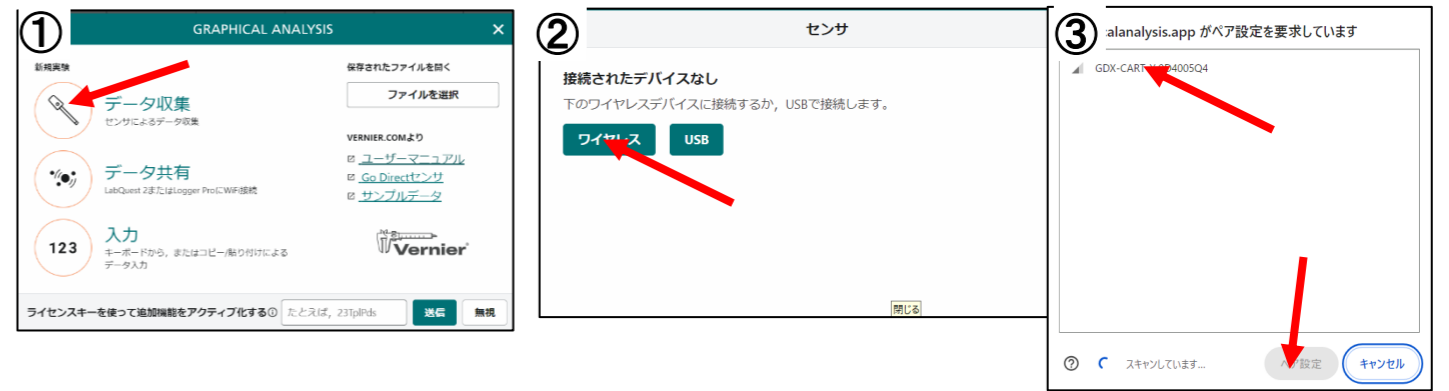 ①
GRAPHICAL ANALYSIS ×
新規実験
データ収集
センサによるデータ収集
データ共有
LabQuest 2またはLogger ProにWiFi接続
123
入力
キーボードから、またはコピー/貼り付けによる
データ入力
保存されたファイルを開く
ファイルを選択
VERNIER.COMより
ユーザーマニュアル
Go Directセンサ
サンプルデータ
Vernier
ライセンスキーを使って追加機能をアクティブ化する
たとえば, 23TplPds
送信
無視
②
センサ
接続されたデバイスなし
下のワイヤレスデバイスに接続するか, USBで接続します。
ワイヤレス
USB
閉じる
③
alanalysis.app がペア設定を要求しています
GDX-CART
4005Q4
スキャンしています...
ペア設定
キャンセル